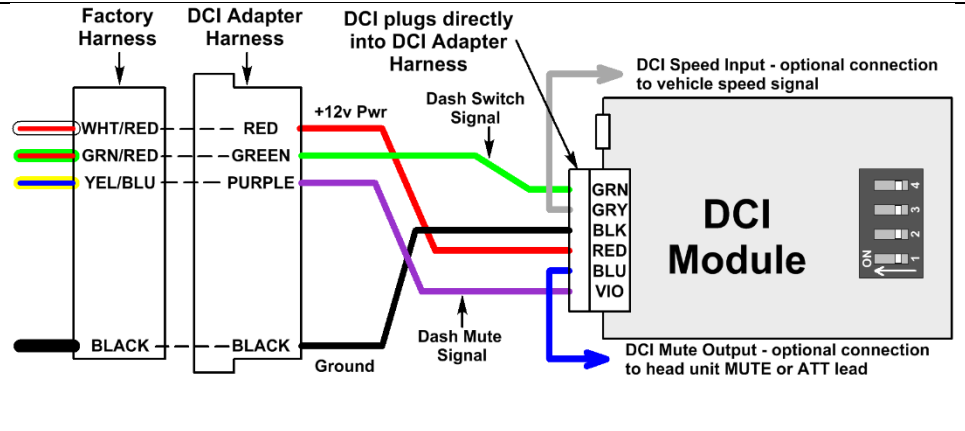 Factory
Harness
DCI Adapter
Harness
DCI plugs directly
into DCI Adapter
Harness
DCI Speed Input - optional connection
to vehicle speed signal
+12v Pwr
Dash Switch
Signal
WHT/RED
RED
GRN/RED
GREEN
YEL/BLU
PURPLE
BLACK
BLACK
Ground
Dash Mute
Signal
GRN
GRY
BLK
RED
BLU
VIO
DCI
Module
4
3
2
1
ON
DCI Mute Output - optional connection
to head unit MUTE or ATT lead